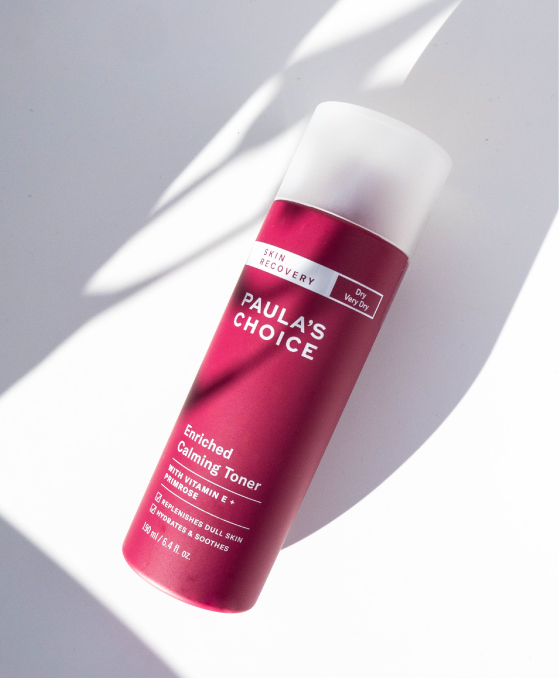 SKIN
RECOVERY
Dry
Very Dry
PAULA'S
CHOICE
Enriched
Calming Toner
WITH VITAMIN E +
PRIMROSE
REPLENISHES DULL SKIN
HYDRATES & SOOTHES
190 ml / 6.4 fl. oz.